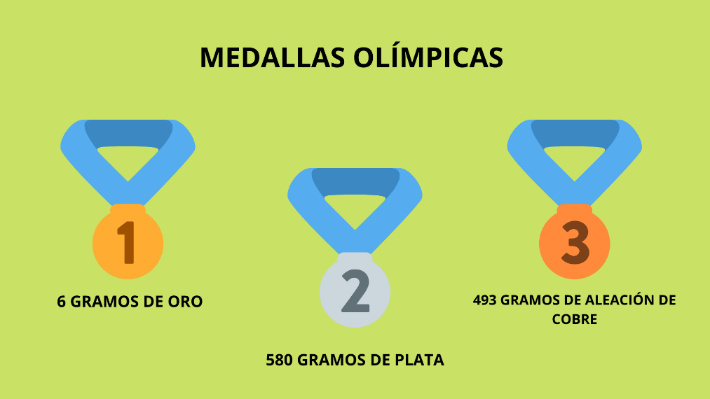 MEDALLAS OLÍMPICAS
1
2
3
6 GRAMOS DE ORO
580 GRAMOS DE PLATA
493 GRAMOS DE ALEACIÓN DE
COBRE